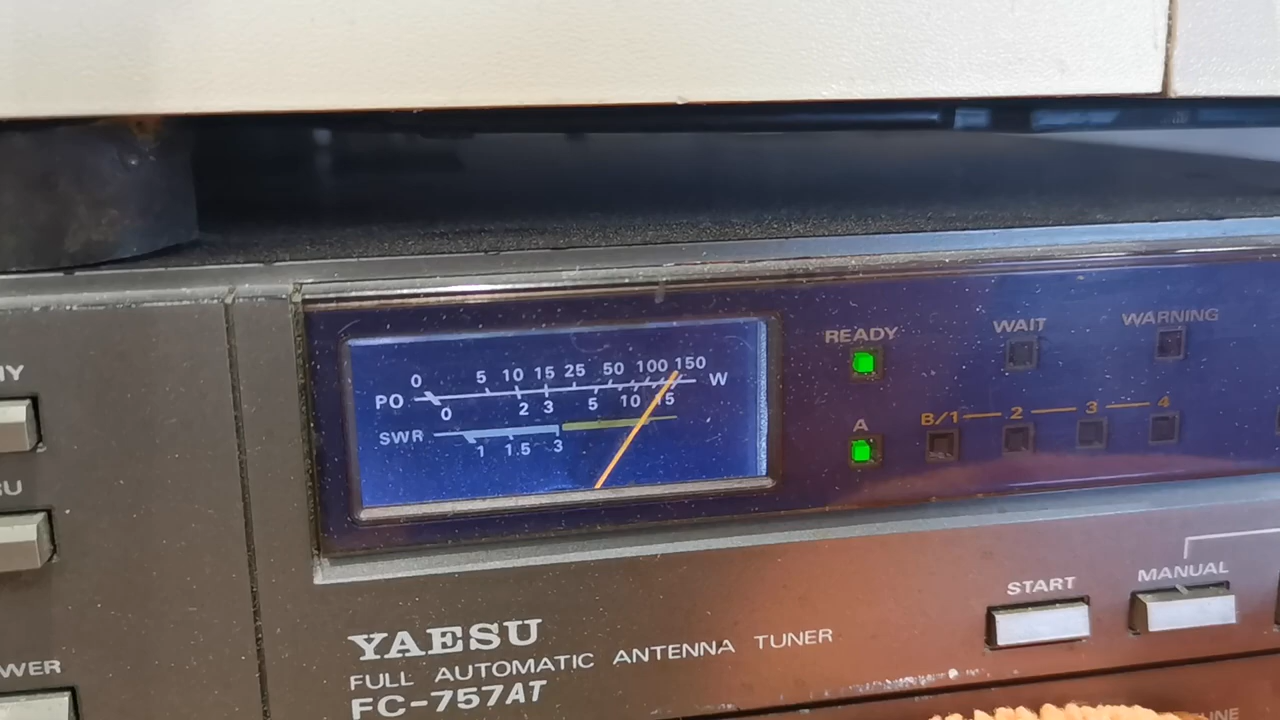 0 5 10 15 25 50 100 150
PO W
0 2 3 5 10 15
SWR
1 1.5 3
READY WAIT WARNING
A B/1 2 3 4
START MANUAL
YAESU
FULL AUTOMATIC ANTENNA TUNER
FC-757AT